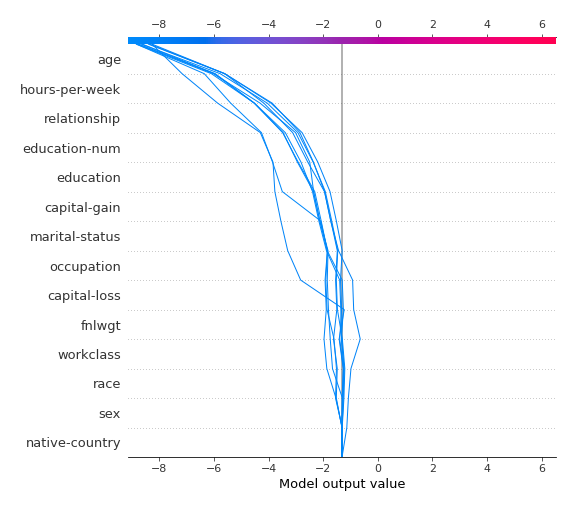 −8 −6 −4 −2 0 2 4 6
age
hours-per-week
relationship
education-num
education
capital-gain
marital-status
occupation
capital-loss
fnlwgt
workclass
race
sex
native-country
−8 −6 −4 −2 0 2 4 6
Model output value